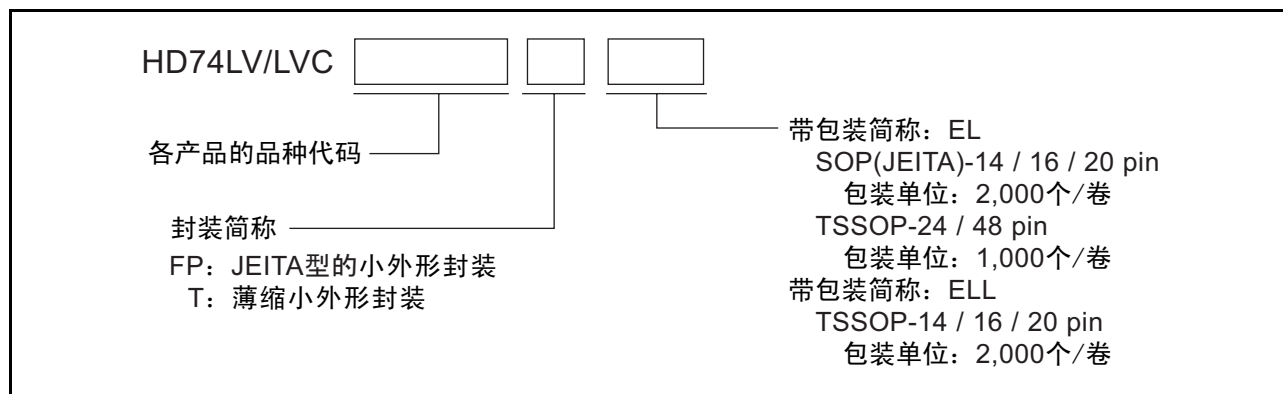 HD74LV/LVC
各产品的品种代码
封装简称
FP：JEITA型的小外形封装
T：薄缩小外形封装
带包装简称：EL
SOP(JEITA)-14 / 16 / 20 pin
包装单位：2,000个/卷
TSSOP-24 / 48 pin
包装单位：1,000个/卷
带包装简称：ELL
TSSOP-14 / 16 / 20 pin
包装单位：2,000个/卷